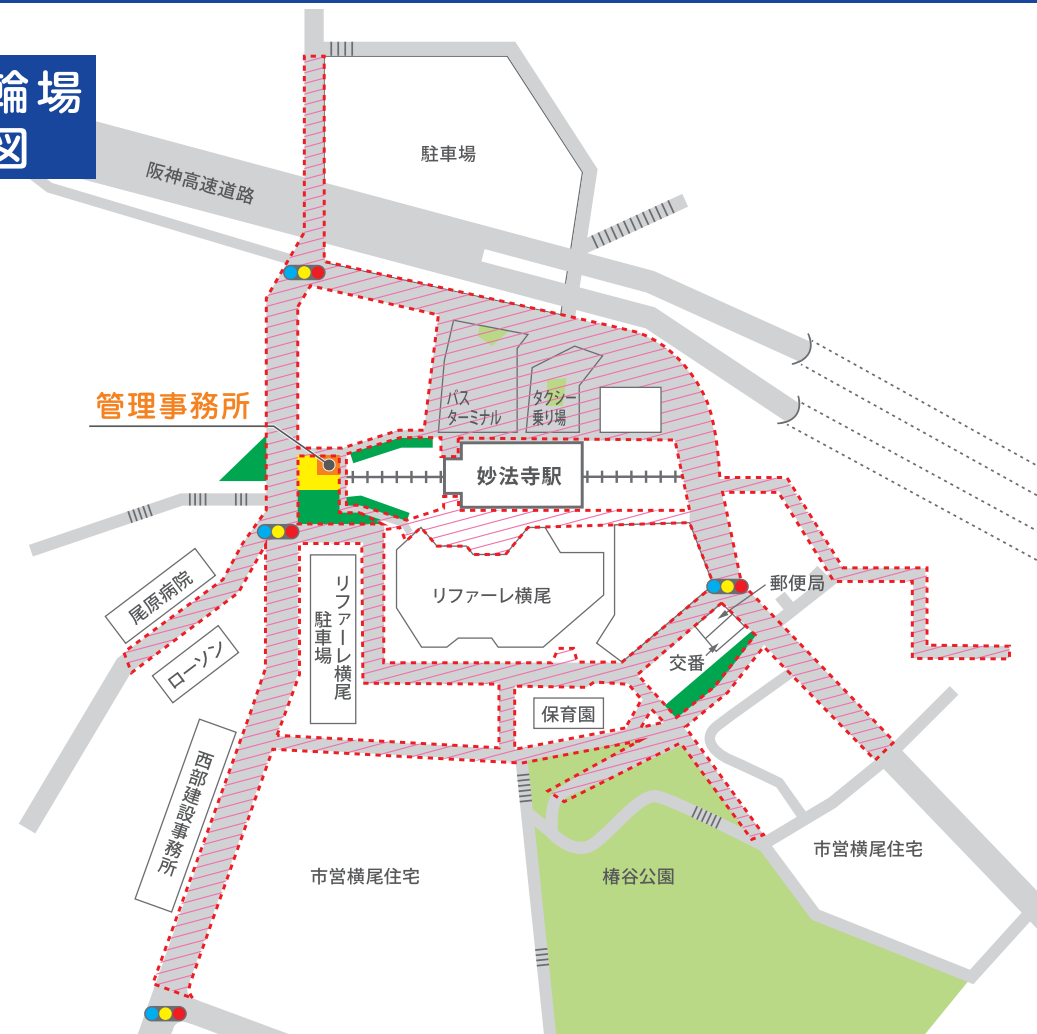 輪場
図
駐車場
阪神高速道路
管理事務所
バス
ターミナル
タクシー
乗り場
妙法寺駅
尾原病院
ローソン
リファーレ横尾
駐車場
リファーレ横尾
郵便局
交番
保育園
西部建設事務所
市営横尾住宅
椿谷公園
市営横尾住宅